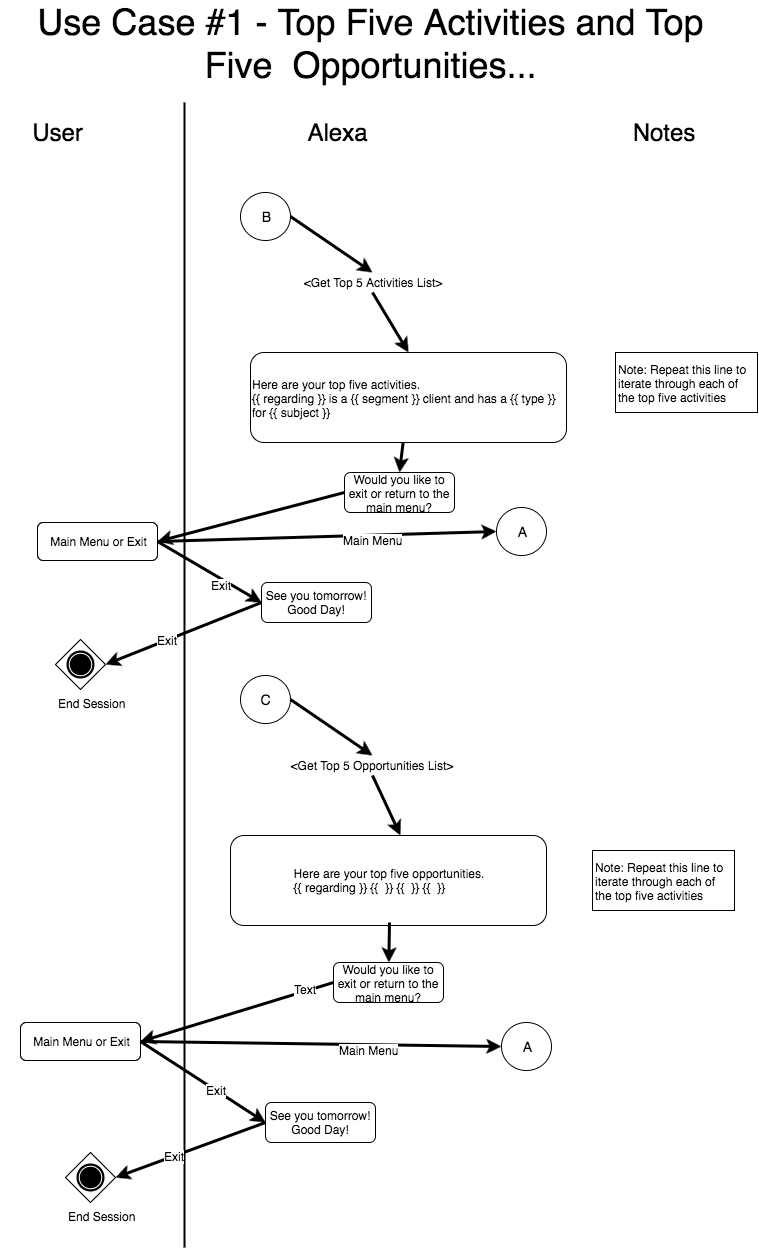 Use Case #1 - Top Five Activities and Top
Five  Opportunities...
User
Alexa
Notes
B
<Get Top 5 Activities List>
Here are your top five activities.
{{ regarding }} is a {{ segment }} client and has a {{ type }}
for {{ subject }}
Note: Repeat this line to
iterate through each of
the top five activities
Would you like to
exit or return to the
main menu?
Main Menu or Exit
Main Menu
A
Exit
See you tomorrow!
Good Day!
Exit
End Session
C
<Get Top 5 Opportunities List>
Here are your top five opportunities.
{{ regarding }} {{  }} {{  }} {{  }}
Note: Repeat this line to
iterate through each of
the top five activities
Would you like to
exit or return to the
main menu?
Text
Main Menu or Exit
Main Menu
A
Exit
See you tomorrow!
Good Day!
Exit
End Session